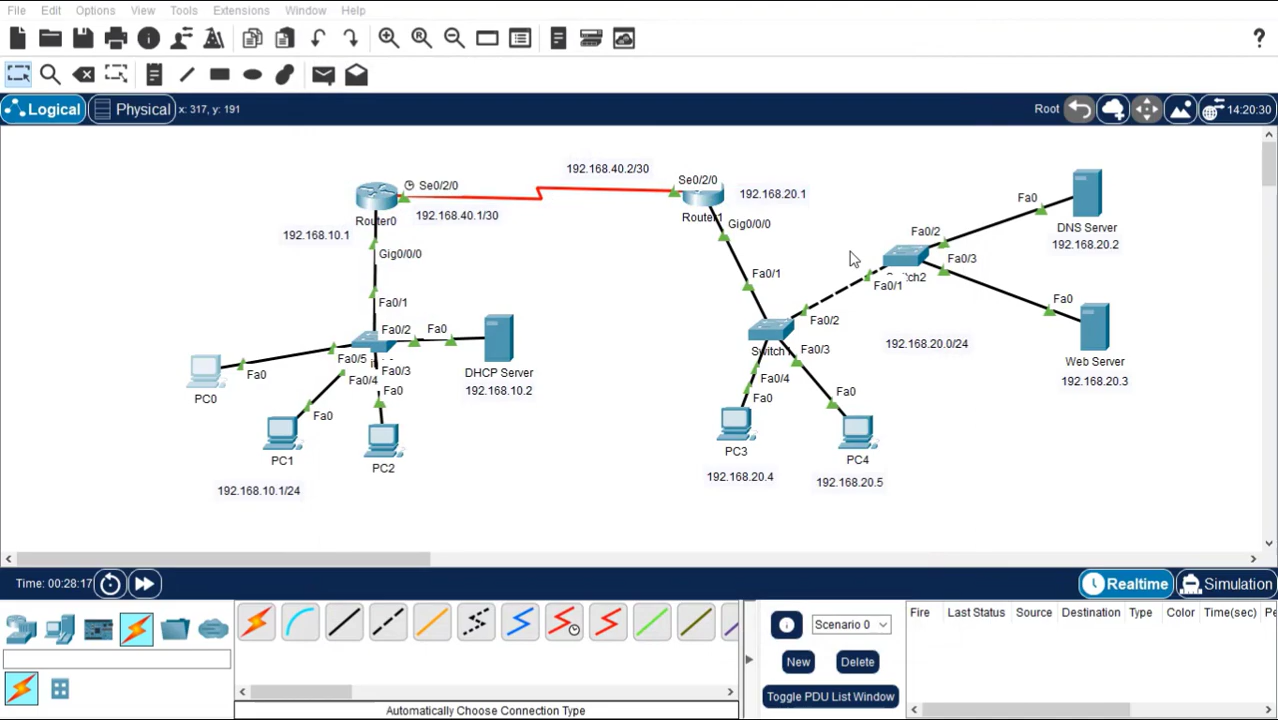 File Edit Options View Tools Extensions Window Help
?
Logical Physical x: 317, y: 191 Root 14:20:30
192.168.40.2/30
Se0/2/0
Se0/2/0
192.168.20.1
192.168.40.1/30
Router0
Router1
192.168.10.1
Gig0/0/0
Gig0/0/0
Fa0
DNS Server
192.168.20.2
Fa0/2
Fa0/3
Fa0/1
Fa0/1
Fa0/1
Fa0/2
Fa0
192.168.20.0/24
Web Server
192.168.20.3
Fa0/2
Fa0
Fa0/5
Fa0/3
Fa0/4
Fa0
Fa0
PC0
Fa0
PC1
PC2
192.168.10.1/24
DHCP Server
192.168.10.2
Switch1
Fa0/3
Fa0/4
Fa0
Fa0
PC3
PC4
192.168.20.4
192.168.20.5
Time: 00:28:17 Realtime Simulation
Scenario 0
New Delete
Toggle PDU List Window
Fire Last Status Source Destination Type Color Time(sec)
Automatically Choose Connection Type